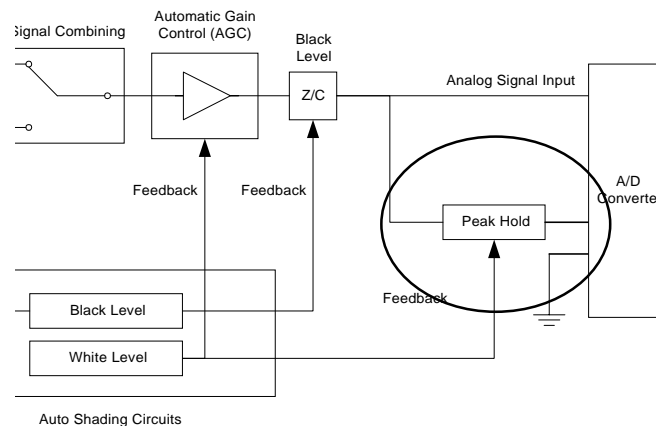 Signal Combining
Automatic Gain
Control (AGC)
Black
Level
Z/C
Analog Signal Input
A/D
Converte
Feedback
Feedback
Peak Hold
Feedback
Black Level
White Level
Auto Shading Circuits